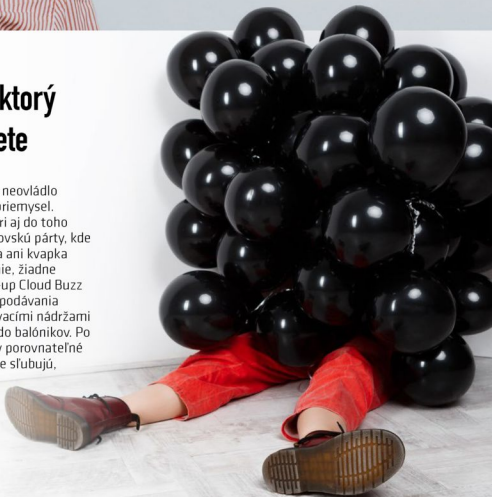 ktorý
ete
neovládlo
riemysel.
ri aj do toho
ovskú párty, kde
a ani kvapka
ie, žiadne
-up Cloud Buzz
podávania
vacími nádržami
do balónikov. Po
y porovnateľné
e sľubujú,